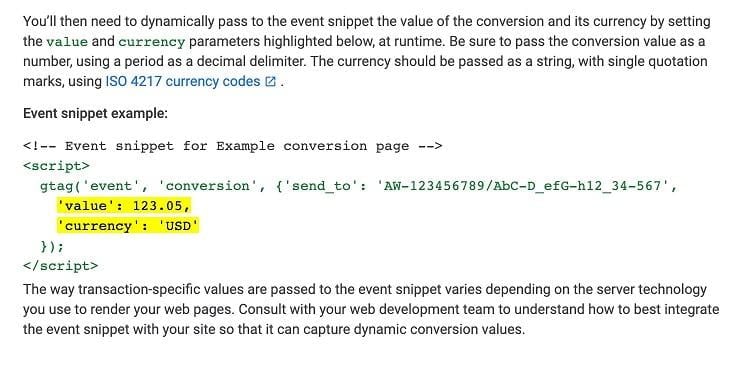 You'll then need to dynamically pass to the event snippet the value of the conversion and its currency by setting
the value and currency parameters highlighted below, at runtime. Be sure to pass the conversion value as a
number, using a period as a decimal delimiter. The currency should be passed as a string, with single quotation
marks, using ISO 4217 currency codes .
Event snippet example:
<!-- Event snippet for Example conversion page -->
<script>
gtag('event', 'conversion', {'send_to': 'AW-123456789/AbC-D_efG-h12_34-567',
'value': 123.05,
'currency': 'USD'
});
</script>
The way transaction-specific values are passed to the event snippet varies depending on the server technology
you use to render your web pages. Consult with your web development team to understand how to best integrate
the event snippet with your site so that it can capture dynamic conversion values.